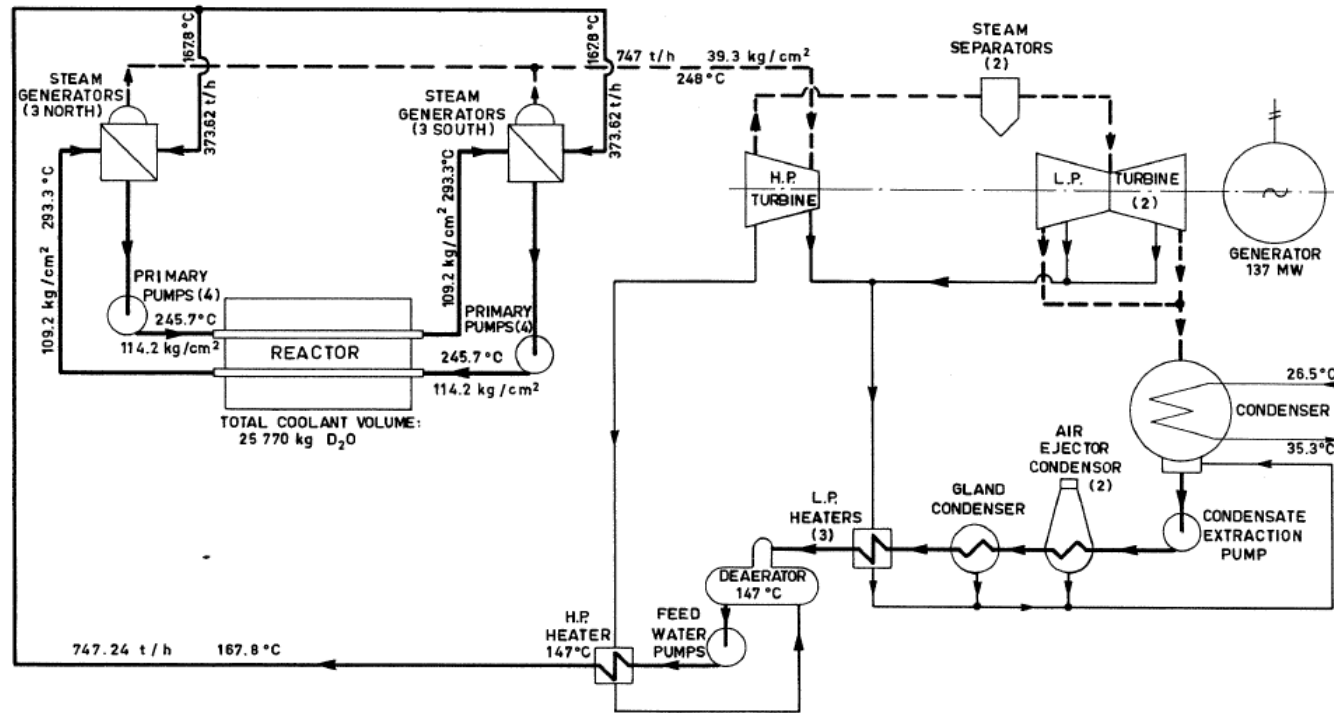 167.8°C
167.8°C
STEAM
GENERATORS
(3 NORTH)
373.62 t/h
STEAM
GENERATORS
(3 SOUTH)
373.62 t/h
747 t/h 39.3 kg/cm²
248°C
STEAM
SEPARATORS
(2)
H.P.
TURBINE
L.P. TURBINE
(2)
GENERATOR
137 MW
109.2 kg/cm² 293.3°C
109.2 kg/cm² 293.3°C
PRIMARY
PUMPS (4)
245.7°C
114.2 kg/cm²
REACTOR
PRIMARY
PUMPS(4)
245.7°C
114.2 kg/cm²
TOTAL COOLANT VOLUME:
25 770 kg D₂O
26.5°C
CONDENSER
35.3°C
AIR
EJECTOR
CONDENSOR
(2)
GLAND
CONDENSER
L.P.
HEATERS
(3)
CONDENSATE
EXTRACTION
PUMP
DEAERATOR
147°C
FEED
WATER
PUMPS
H.P.
HEATER
147°C
747.24 t/h 167.8°C